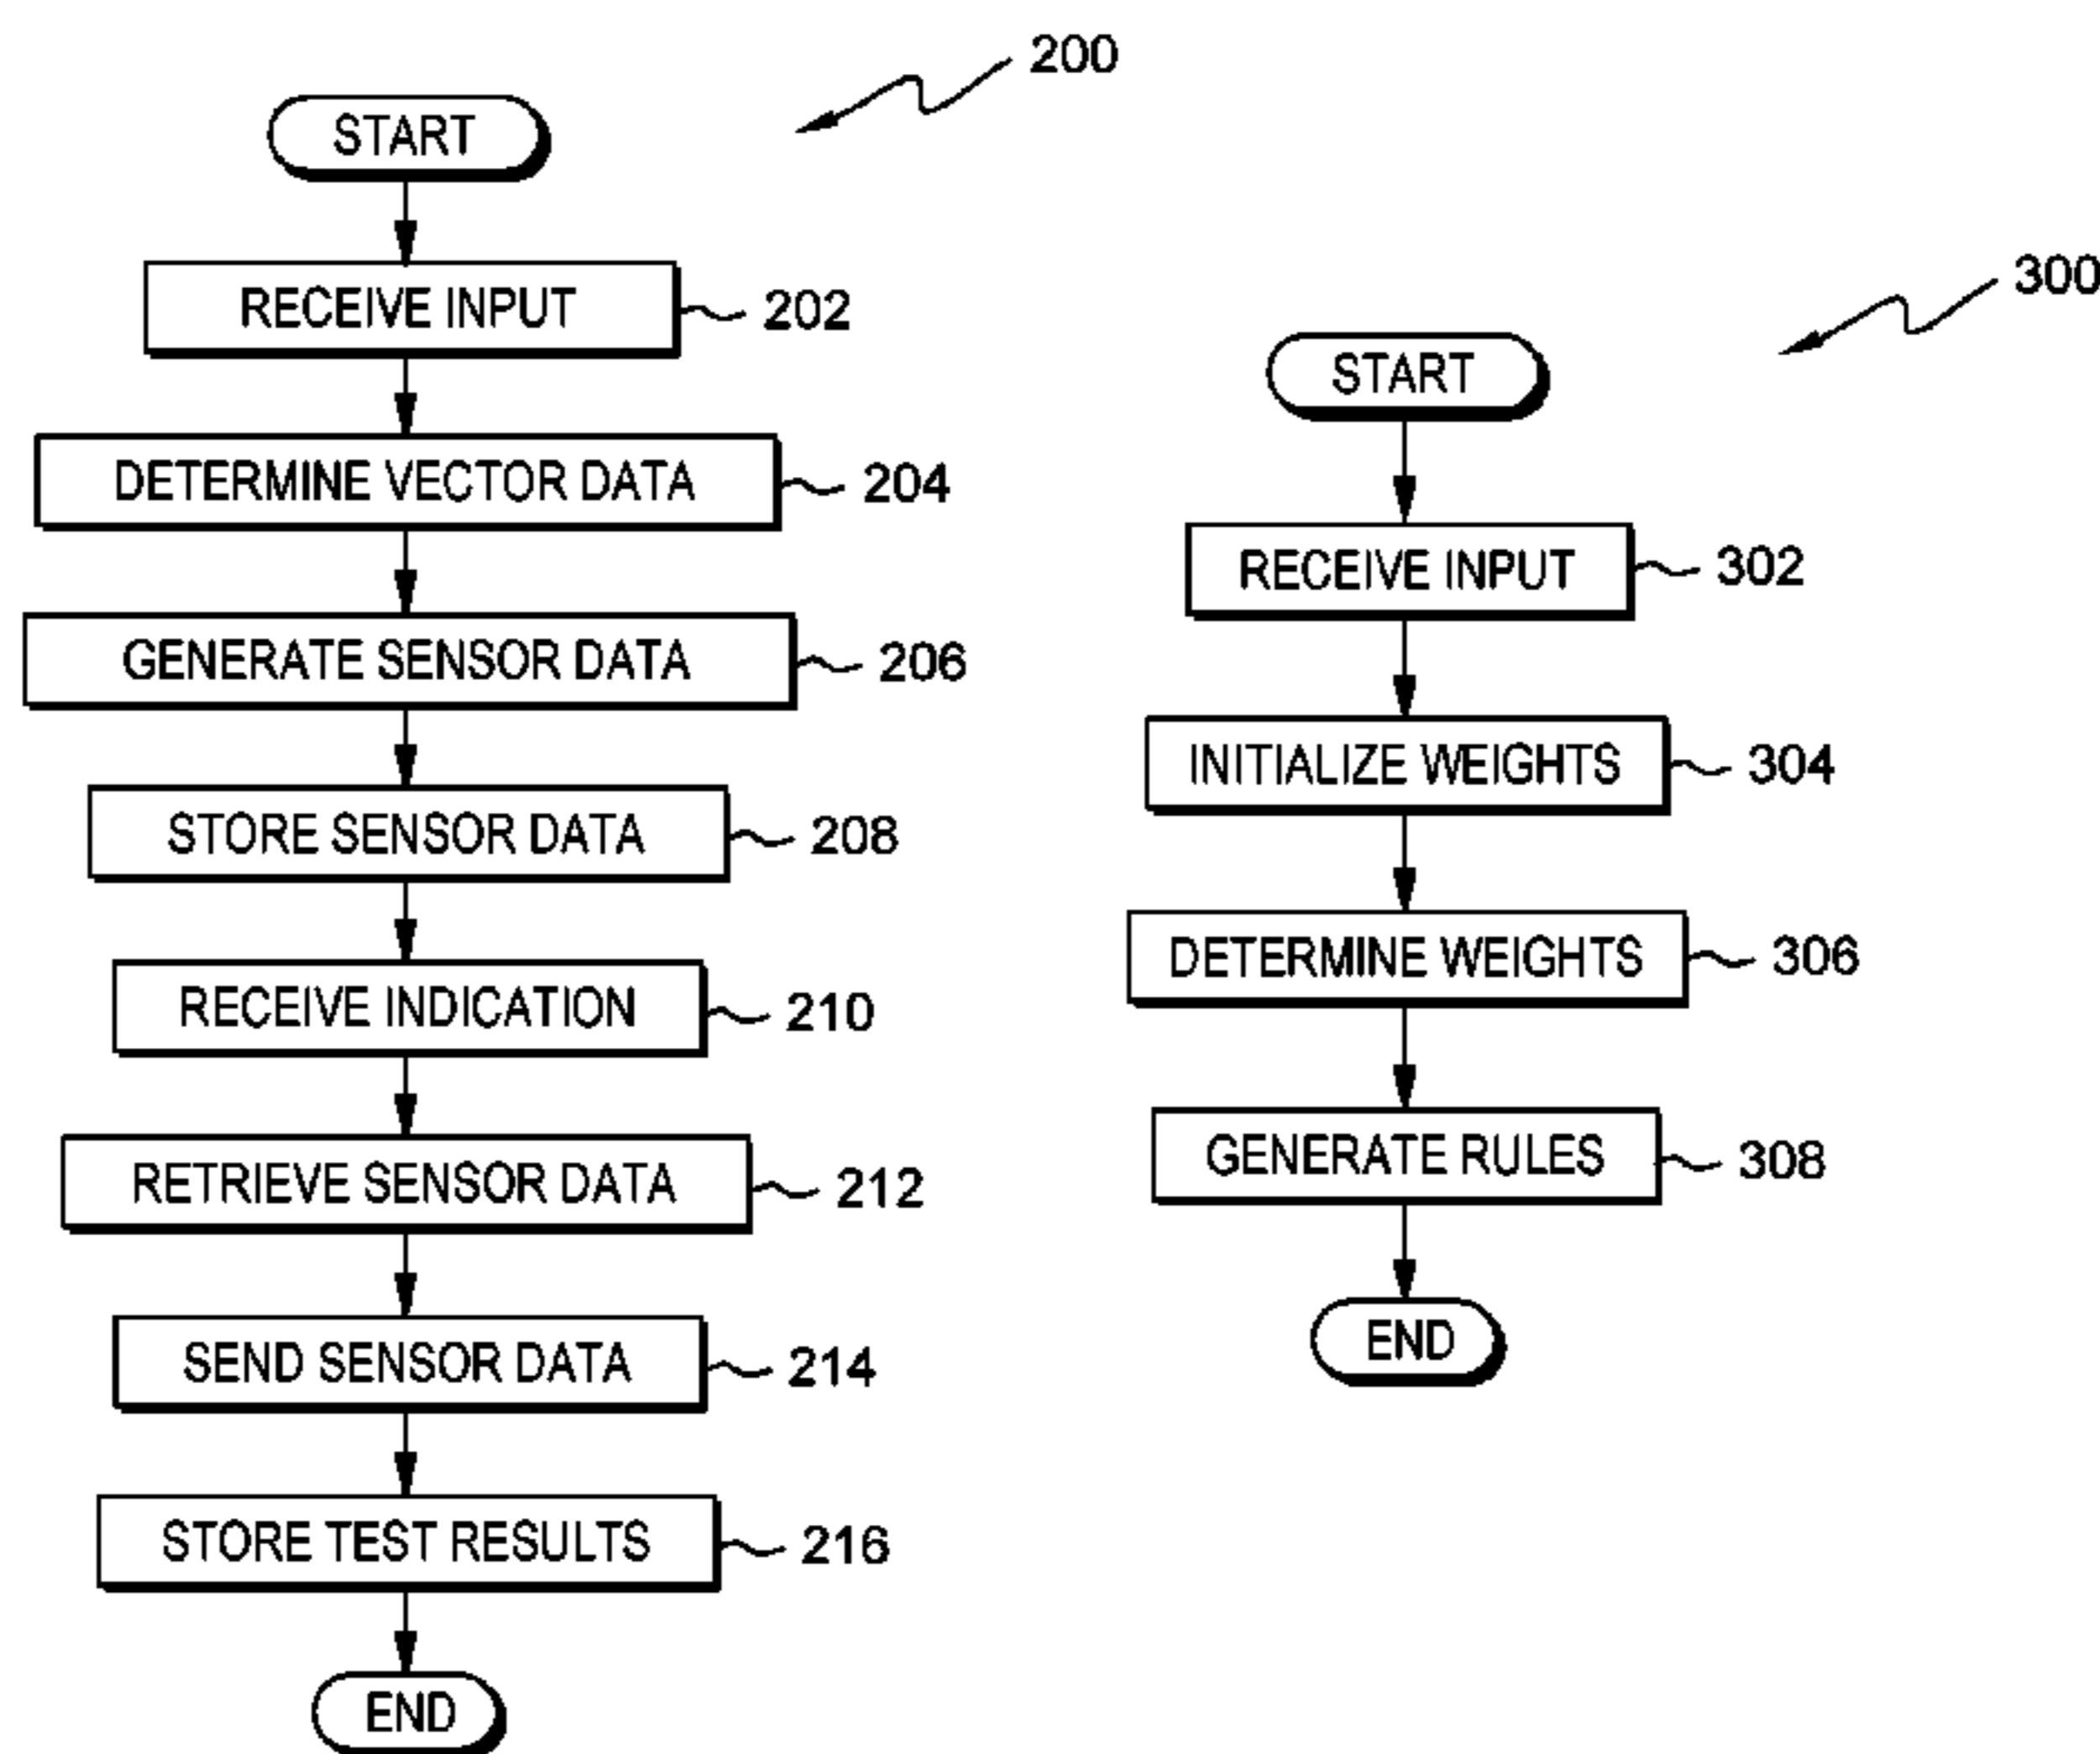 200
START
RECEIVE INPUT
202
DETERMINE VECTOR DATA
204
GENERATE SENSOR DATA
206
STORE SENSOR DATA
208
RECEIVE INDICATION
210
RETRIEVE SENSOR DATA
212
SEND SENSOR DATA
214
STORE TEST RESULTS
216
END
300
START
RECEIVE INPUT
302
INITIALIZE WEIGHTS
304
DETERMINE WEIGHTS
306
GENERATE RULES
308
END